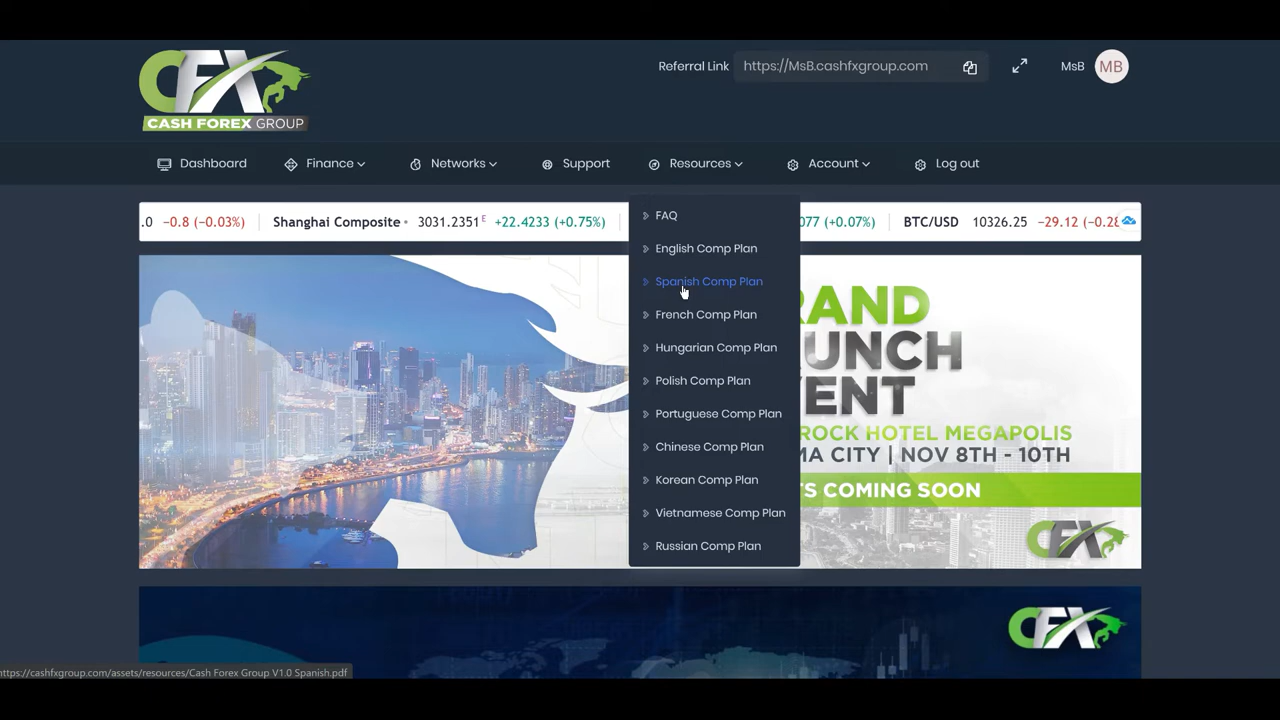 CFX
CASH FOREX GROUP
Referral Link
https://MsB.cashfxgroup.com
MsB
MB
Dashboard
Finance
Networks
Support
Resources
Account
Log out
.0 −0.8 (−0.03%)
Shanghai Composite 3031.2351 E +22.4233 (+0.75%)
077 (+0.07%)
BTC/USD 10326.25 −29.12 (−0.28
FAQ
English Comp Plan
Spanish Comp Plan
French Comp Plan
Hungarian Comp Plan
Polish Comp Plan
Portuguese Comp Plan
Chinese Comp Plan
Korean Comp Plan
Vietnamese Comp Plan
Russian Comp Plan
RAND
UNCH
ENT
ROCK HOTEL MEGAPOLIS
MA CITY | NOV 8TH - 10TH
S COMING SOON
CFX
CFX
https://cashfxgroup.com/assets/resources/Cash Forex Group V1.0 Spanish.pdf